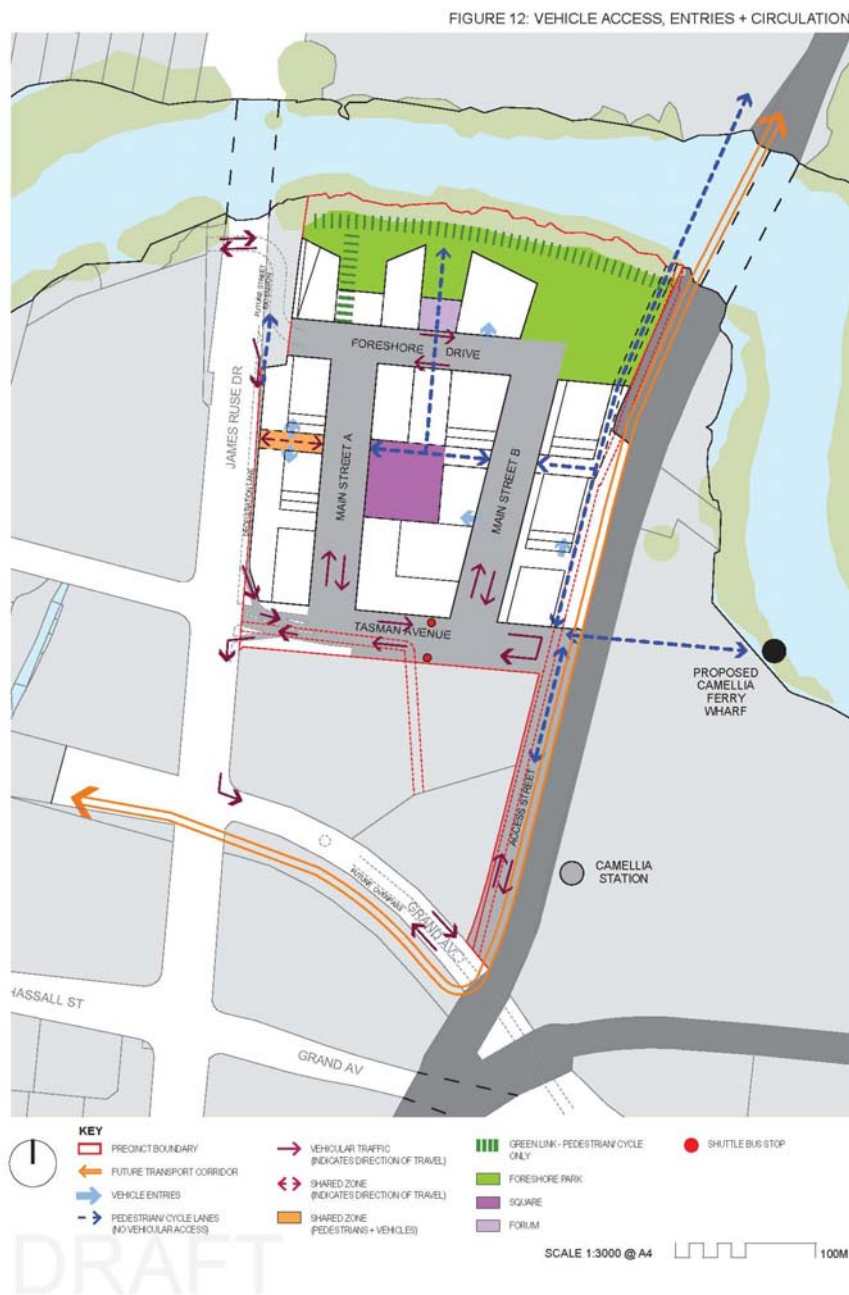 FIGURE 12: VEHICLE ACCESS, ENTRIES + CIRCULATION
FUTURE STREET
EXTENSION
FORESHORE DRIVE
JAMES RUSE DR
MAIN STREET A
MAIN STREET B
DECELERATION LANE
TASMAN AVENUE
PROPOSED
CAMELLIA
FERRY
WHARF
ACCESS STREET
CAMELLIA
STATION
FUTURE OVERPASS
GRAND AV
HASSALL ST
GRAND AV
KEY
PRECINCT BOUNDARY
FUTURE TRANSPORT CORRIDOR
VEHICLE ENTRIES
PEDESTRIAN/ CYCLE LANES
(NO VEHICULAR ACCESS)
VEHICULAR TRAFFIC
(INDICATES DIRECTION OF TRAVEL)
SHARED ZONE
(INDICATES DIRECTION OF TRAVEL)
SHARED ZONE
(PEDESTRIANS + VEHICLES)
GREEN LINK - PEDESTRIAN/ CYCLE
ONLY
FORESHORE PARK
SQUARE
FORUM
SHUTTLE BUS STOP
SCALE 1:3000 @ A4
100M
DRAFT